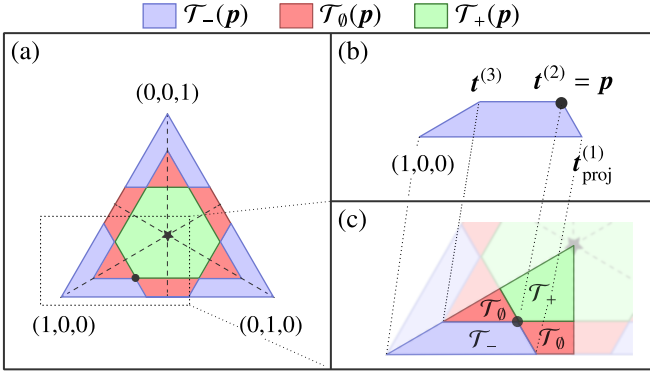 𝒯₋(𝒑) 𝒯∅(𝒑) 𝒯₊(𝒑)
(a)
(0,0,1)
(1,0,0)
(0,1,0)
(b)
𝒕⁽³⁾
𝒕⁽²⁾ = 𝒑
(1,0,0)
𝒕⁽¹⁾proj
(c)
𝒯₊
𝒯∅
𝒯₋
𝒯∅